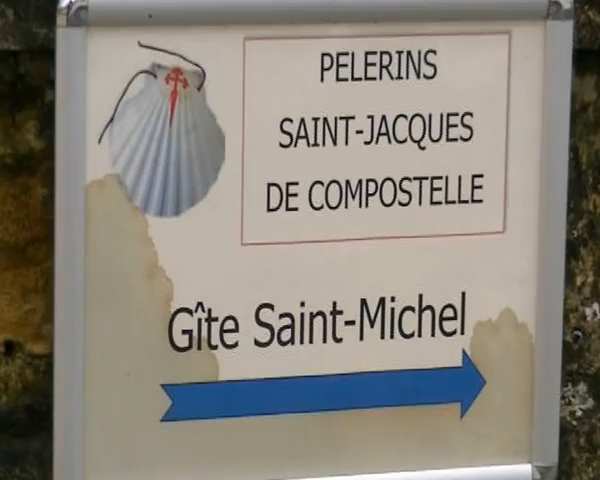 PELERINS
SAINT-JACQUES
DE COMPOSTELLE
Gîte Saint-Michel